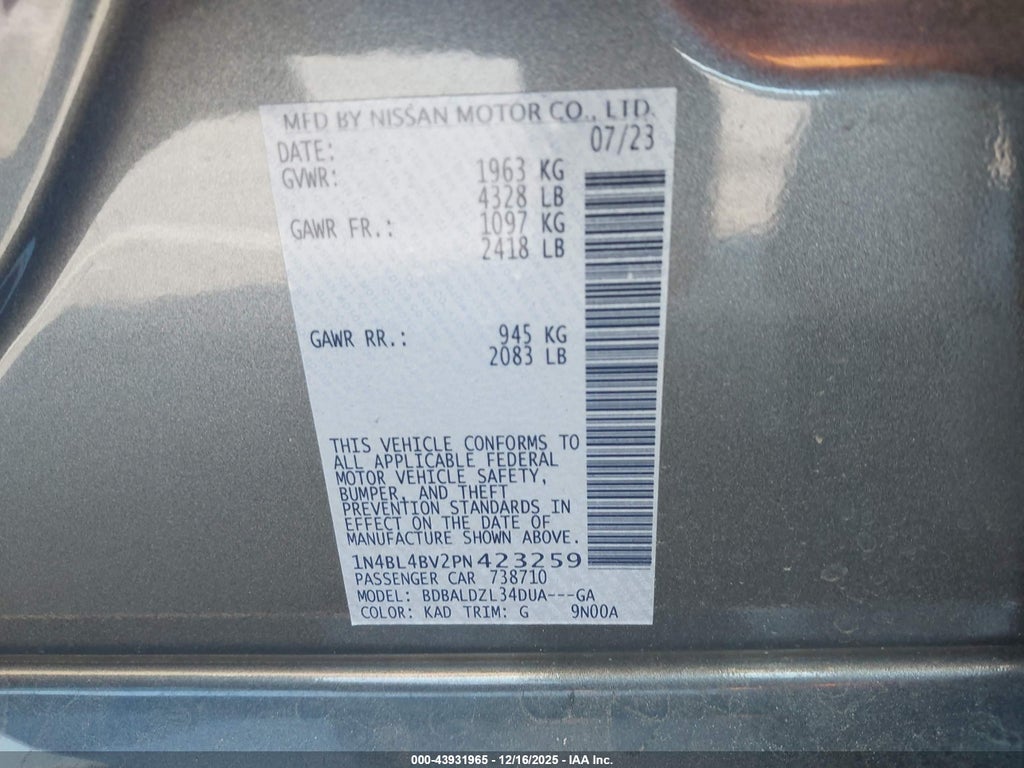 MFD BY NISSAN MOTOR CO., LTD.
DATE: 07/23
GVWR: 1963 KG
4328 LB
GAWR FR.: 1097 KG
2418 LB
GAWR RR.: 945 KG
2083 LB
THIS VEHICLE CONFORMS TO
ALL APPLICABLE FEDERAL
MOTOR VEHICLE SAFETY,
BUMPER, AND THEFT
PREVENTION STANDARDS IN
EFFECT ON THE DATE OF
MANUFACTURE SHOWN ABOVE.
1N4BL4BV2PN423259
PASSENGER CAR 738710
MODEL: BDBALDZL34DUA---GA
COLOR: KAD TRIM: G 9N00A
000-43931965 • 12/16/2025 • IAA Inc.